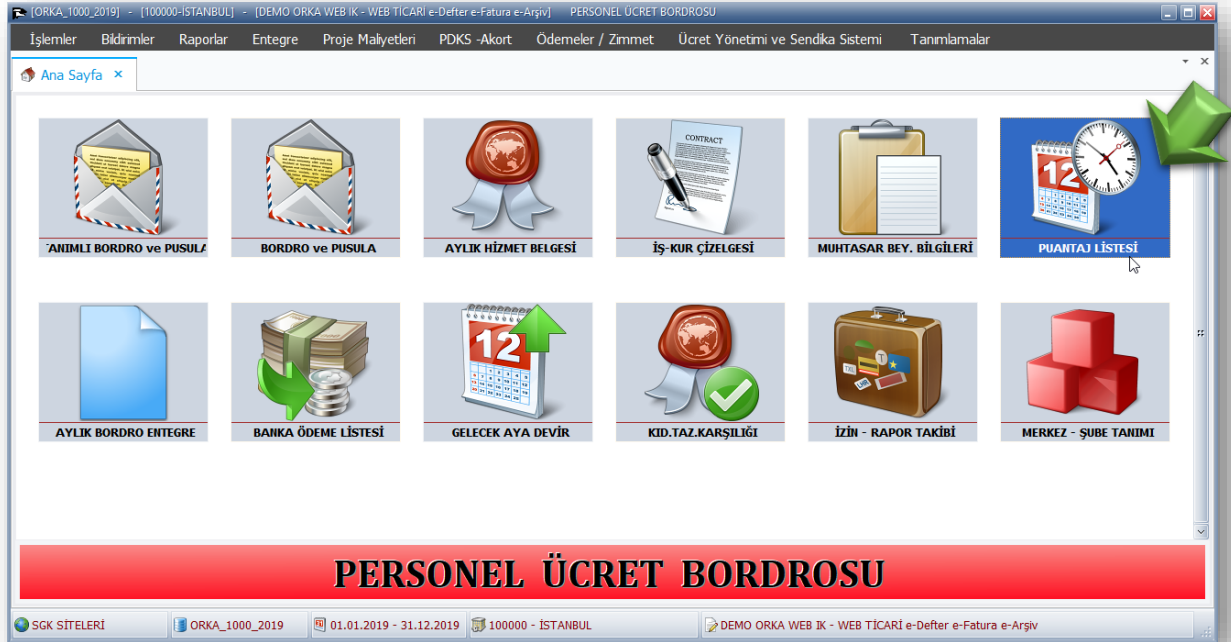 [ORKA_1000_2019] - [100000-İSTANBUL] - [DEMO ORKA WEB IK - WEB TİCARİ e-Defter e-Fatura e-Arşiv] PERSONEL ÜCRET BORDROSU
İşlemler Bildirimler Raporlar Entegre Proje Maliyetleri PDKS -Akort Ödemeler / Zimmet Ücret Yönetimi ve Sendika Sistemi Tanımlamalar
Ana Sayfa
CONTRACT
12
TANIMLI BORDRO ve PUSULA
BORDRO ve PUSULA
AYLIK HİZMET BELGESİ
İŞ-KUR ÇİZELGESİ
MUHTASAR BEY. BİLGİLERİ
PUANTAJ LİSTESİ
12
AYLIK BORDRO ENTEGRE
BANKA ÖDEME LİSTESİ
GELECEK AYA DEVİR
KID.TAZ.KARŞILIĞI
İZİN - RAPOR TAKİBİ
MERKEZ - ŞUBE TANIMI
PERSONEL ÜCRET BORDROSU
SGK SİTELERİ
ORKA_1000_2019
01.01.2019 - 31.12.2019
100000 - İSTANBUL
DEMO ORKA WEB IK - WEB TİCARİ e-Defter e-Fatura e-Arşiv